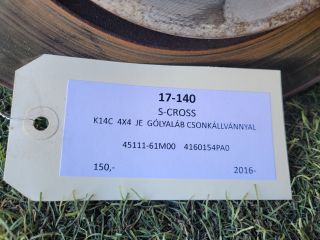 17-140
S-CROSS
K14C 4X4 JE GÓLYALÁB CSONKÁLLVÁNNYAL
45111-61M00 4160154PA0
150,- 2016-